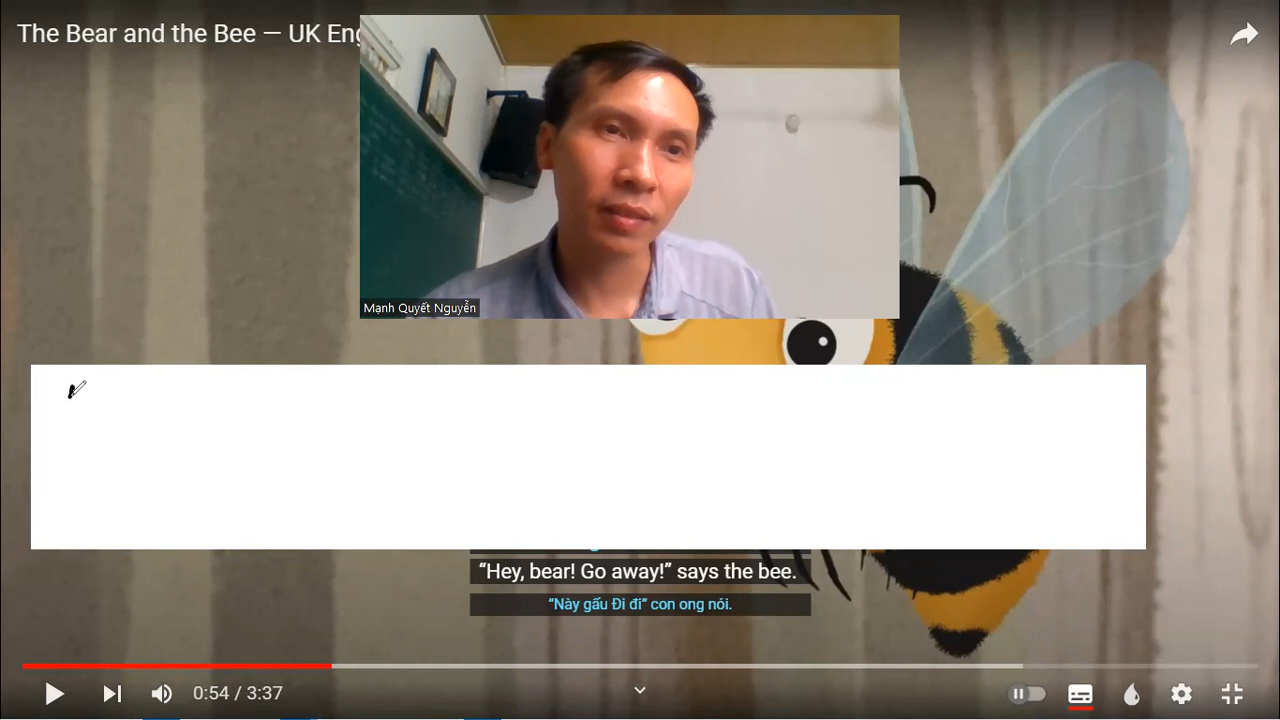 The Bear and the Bee — UK Eng
Mạnh Quyết Nguyễn
“Hey, bear! Go away!” says the bee.
“Này gấu Đi đi” con ong nói.
0:54 / 3:37